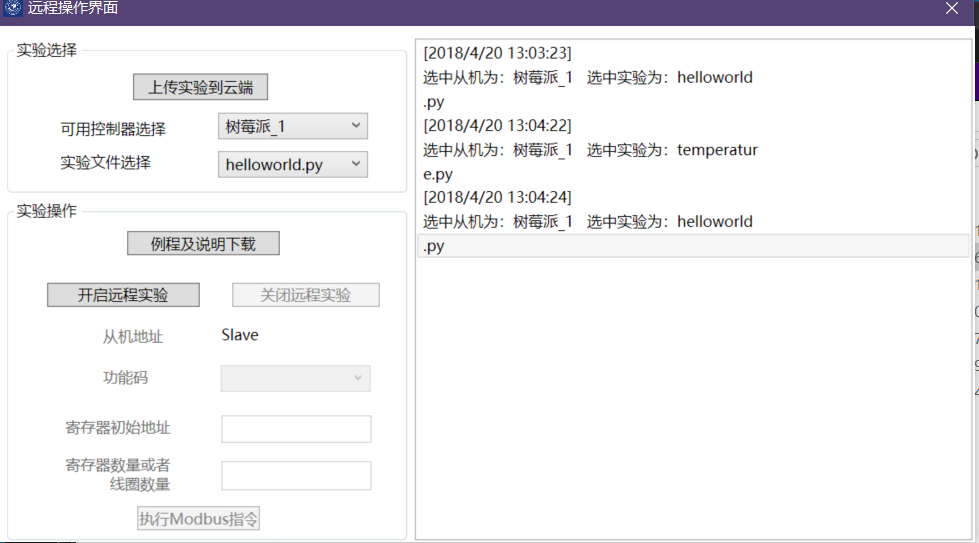 远程操作界面
实验选择
上传实验到云端
可用控制器选择
树莓派_1
实验文件选择
helloworld.py
实验操作
例程及说明下载
开启远程实验
关闭远程实验
从机地址
Slave
功能码
寄存器初始地址
寄存器数量或者
线圈数量
执行Modbus指令
[2018/4/20 13:03:23]
选中从机为：树莓派_1 选中实验为：helloworld
.py
[2018/4/20 13:04:22]
选中从机为：树莓派_1 选中实验为：temperatur
e.py
[2018/4/20 13:04:24]
选中从机为：树莓派_1 选中实验为：helloworld
.py